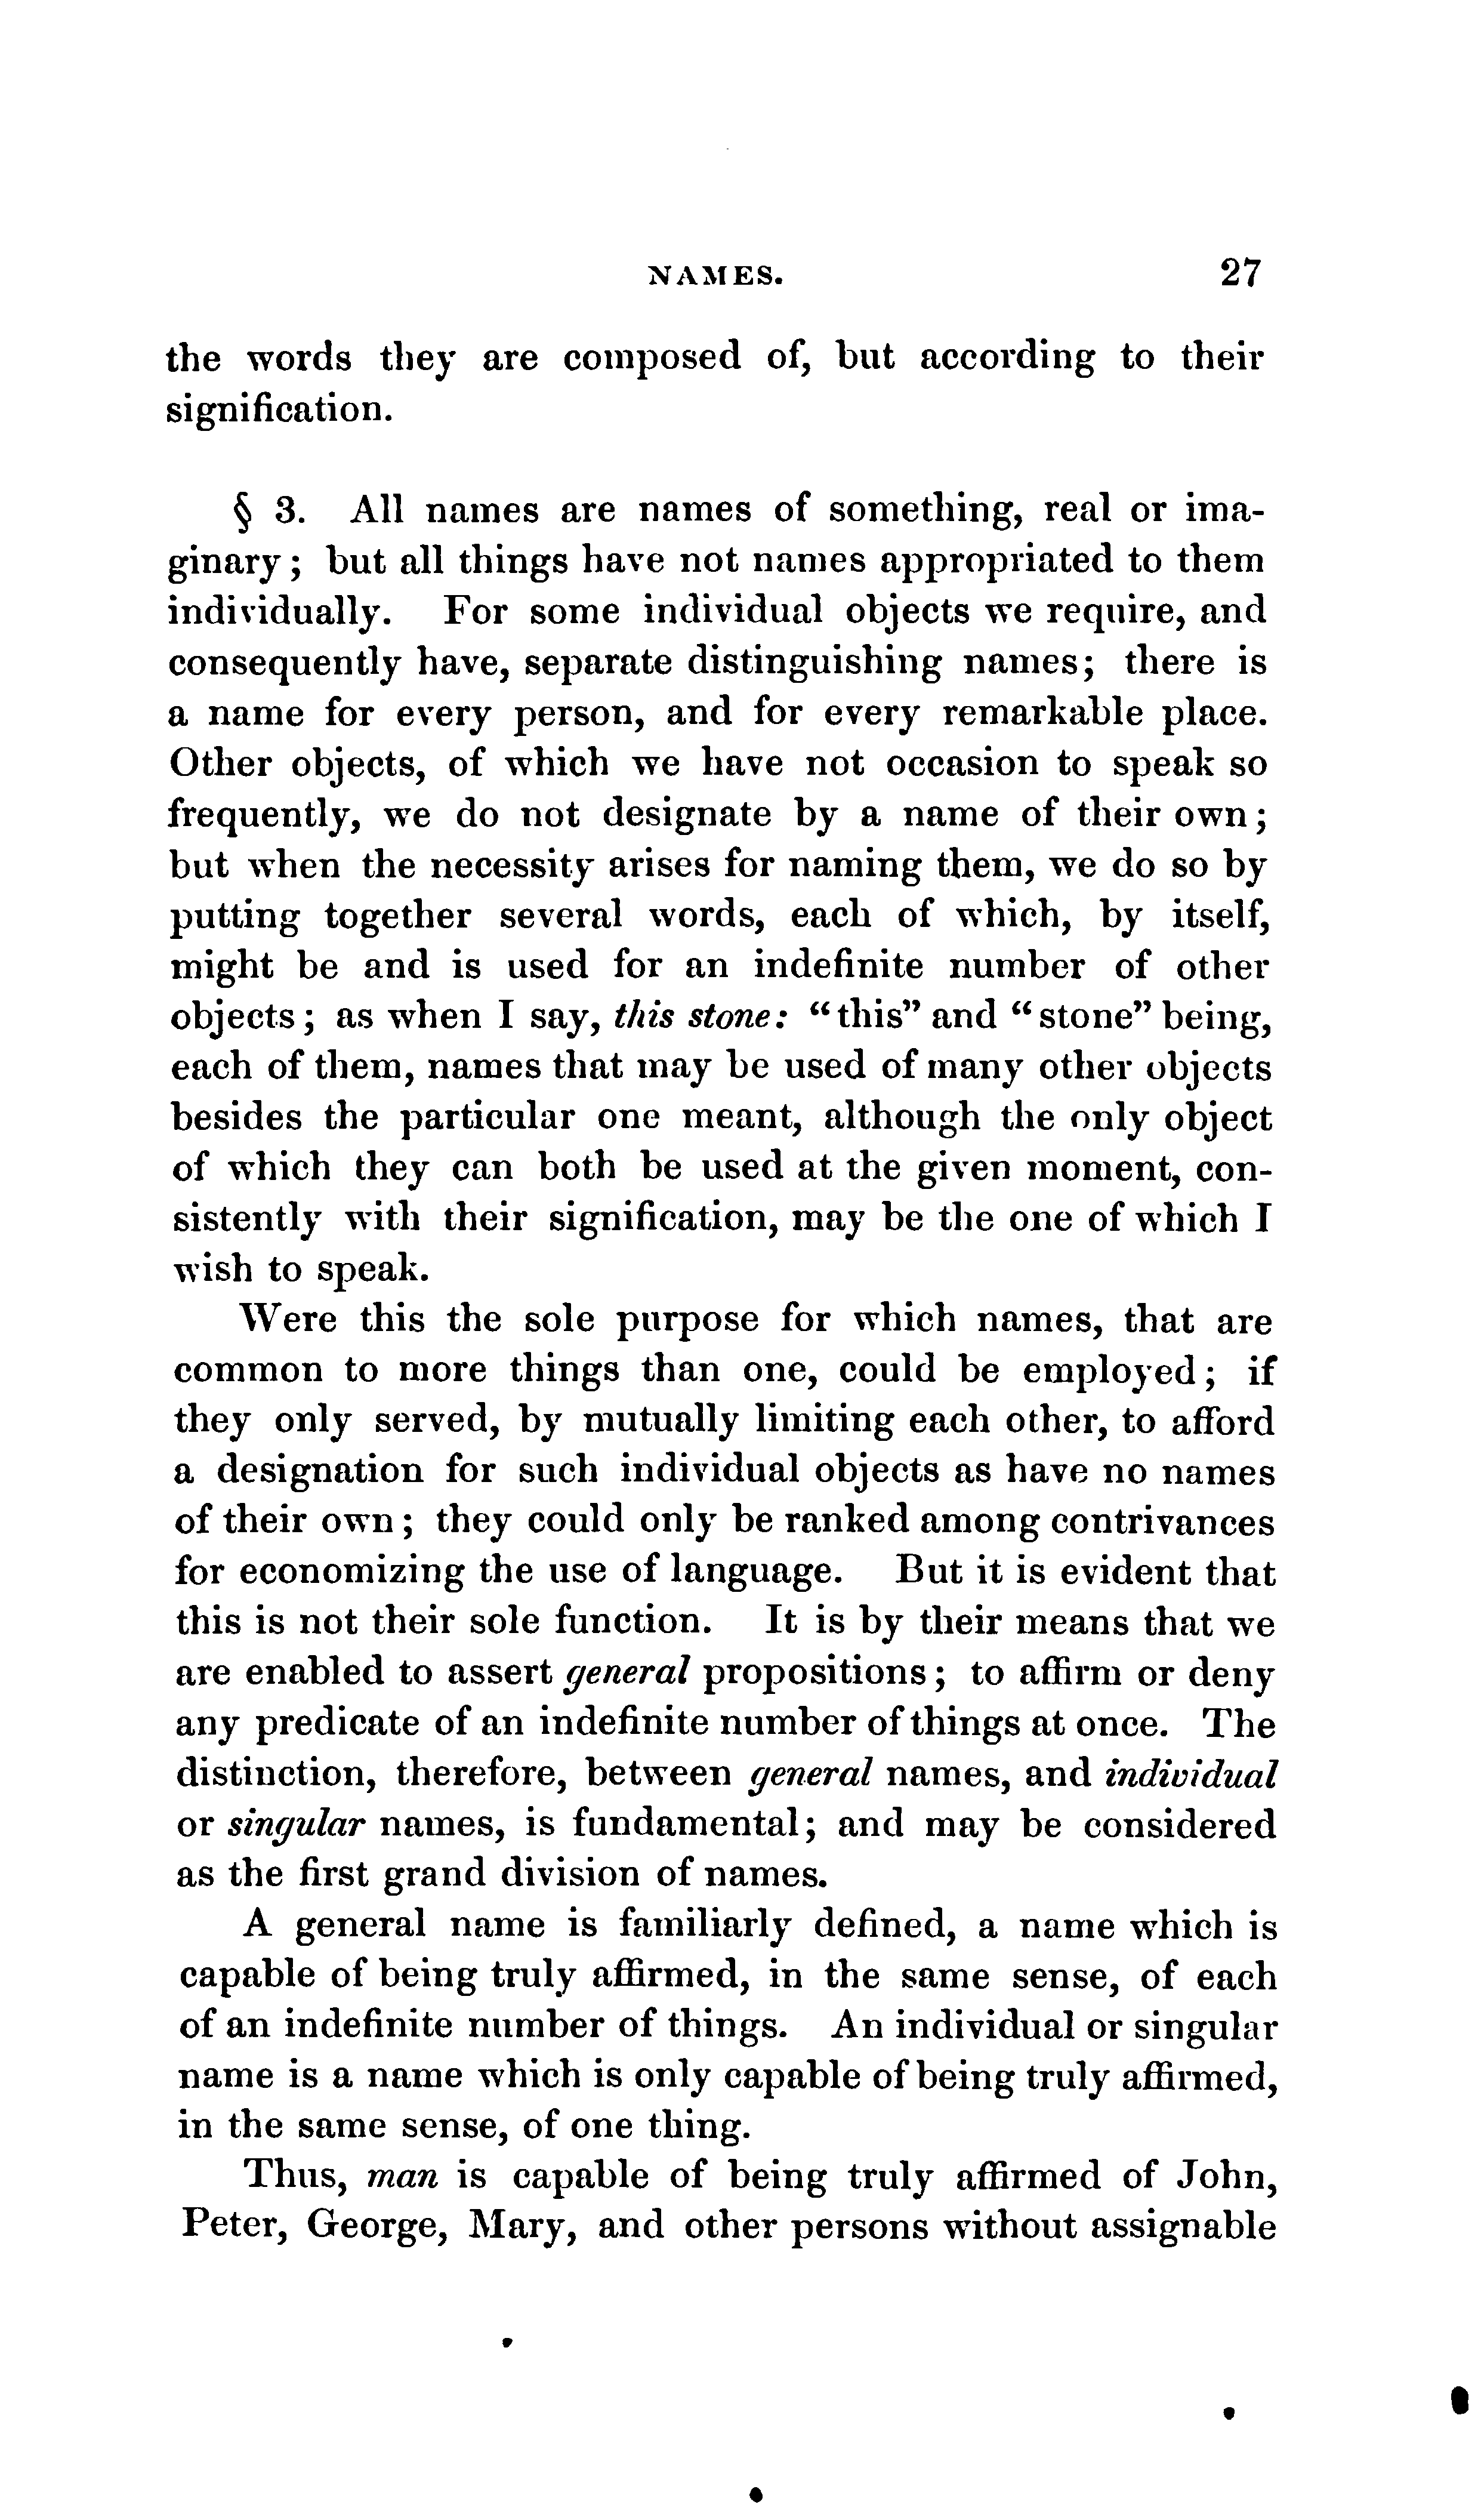 NAMES. 27
the words they are composed of, but according to their
signification.
§ 3. All names are names of something, real or ima-
ginary; but all things have not names appropriated to them
individually. For some individual objects we require, and
consequently have, separate distinguishing names; there is
a name for every person, and for every remarkable place.
Other objects, of which we have not occasion to speak so
frequently, we do not designate by a name of their own;
but when the necessity arises for naming them, we do so by
putting together several words, each of which, by itself,
might be and is used for an indefinite number of other
objects; as when I say, this stone: “this” and “stone” being,
each of them, names that may be used of many other objects
besides the particular one meant, although the only object
of which they can both be used at the given moment, con-
sistently with their signification, may be the one of which I
wish to speak.
Were this the sole purpose for which names, that are
common to more things than one, could be employed; if
they only served, by mutually limiting each other, to afford
a designation for such individual objects as have no names
of their own; they could only be ranked among contrivances
for economizing the use of language. But it is evident that
this is not their sole function. It is by their means that we
are enabled to assert general propositions; to affirm or deny
any predicate of an indefinite number of things at once. The
distinction, therefore, between general names, and individual
or singular names, is fundamental; and may be considered
as the first grand division of names.
A general name is familiarly defined, a name which is
capable of being truly affirmed, in the same sense, of each
of an indefinite number of things. An individual or singular
name is a name which is only capable of being truly affirmed,
in the same sense, of one thing.
Thus, man is capable of being truly affirmed of John,
Peter, George, Mary, and other persons without assignable